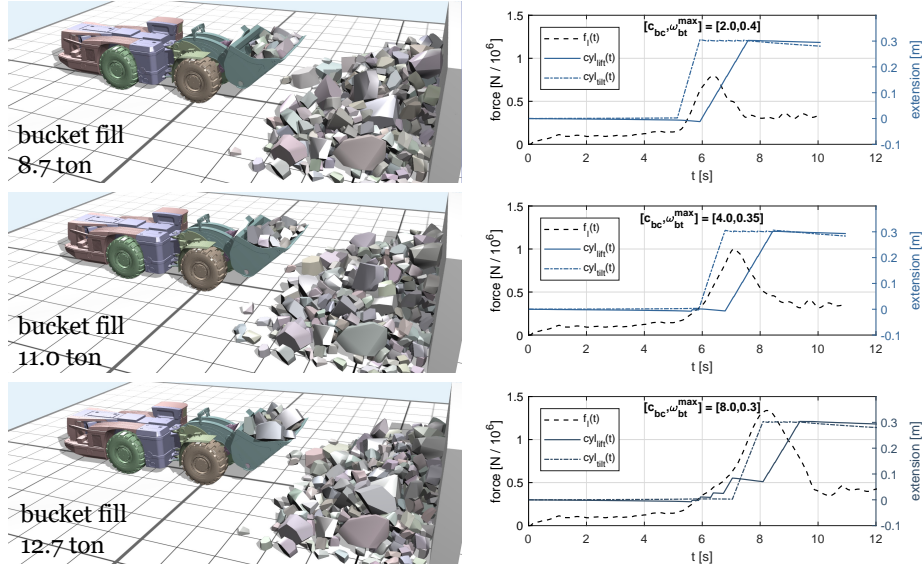 bucket fill
8.7 ton
[c_bc,ω_bt^max] = [2.0,0.4]
f_l(t)
cyl_lift(t)
cyl_tilt(t)
force [N / 10^6]
1.5
1
0.5
0
extension [m]
0.3
0.2
0.1
0
-0.1
0 2 4 6 8 10 12
t [s]
bucket fill
11.0 ton
[c_bc,ω_bt^max] = [4.0,0.35]
f_l(t)
cyl_lift(t)
cyl_tilt(t)
force [N / 10^6]
1.5
1
0.5
0
extension [m]
0.3
0.2
0.1
0
-0.1
0 2 4 6 8 10 12
t [s]
bucket fill
12.7 ton
[c_bc,ω_bt^max] = [8.0,0.3]
f_l(t)
cyl_lift(t)
cyl_tilt(t)
force [N / 10^6]
1.5
1
0.5
0
extension [m]
0.3
0.2
0.1
0
-0.1
0 2 4 6 8 10 12
t [s]